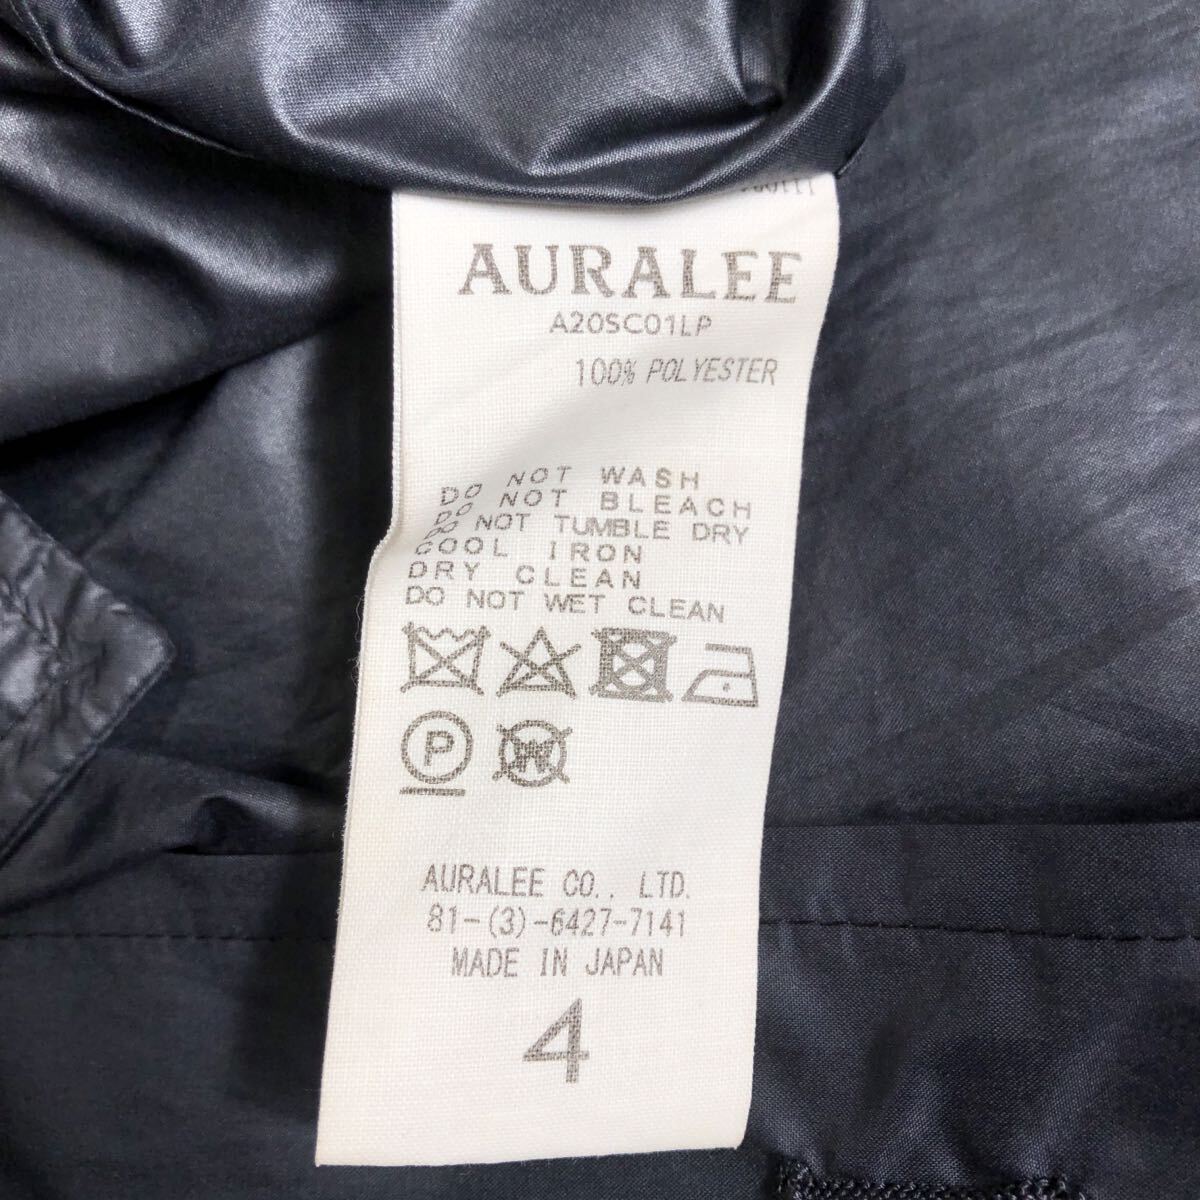 AURALEE
A20SC01LP
100% POLYESTER
DO NOT WASH
DO NOT BLEACH
DO NOT TUMBLE DRY
COOL IRON
DRY CLEAN
DO NOT WET CLEAN
P
W
AURALEE CO., LTD.
81-(3)-6427-7141
MADE IN JAPAN
4